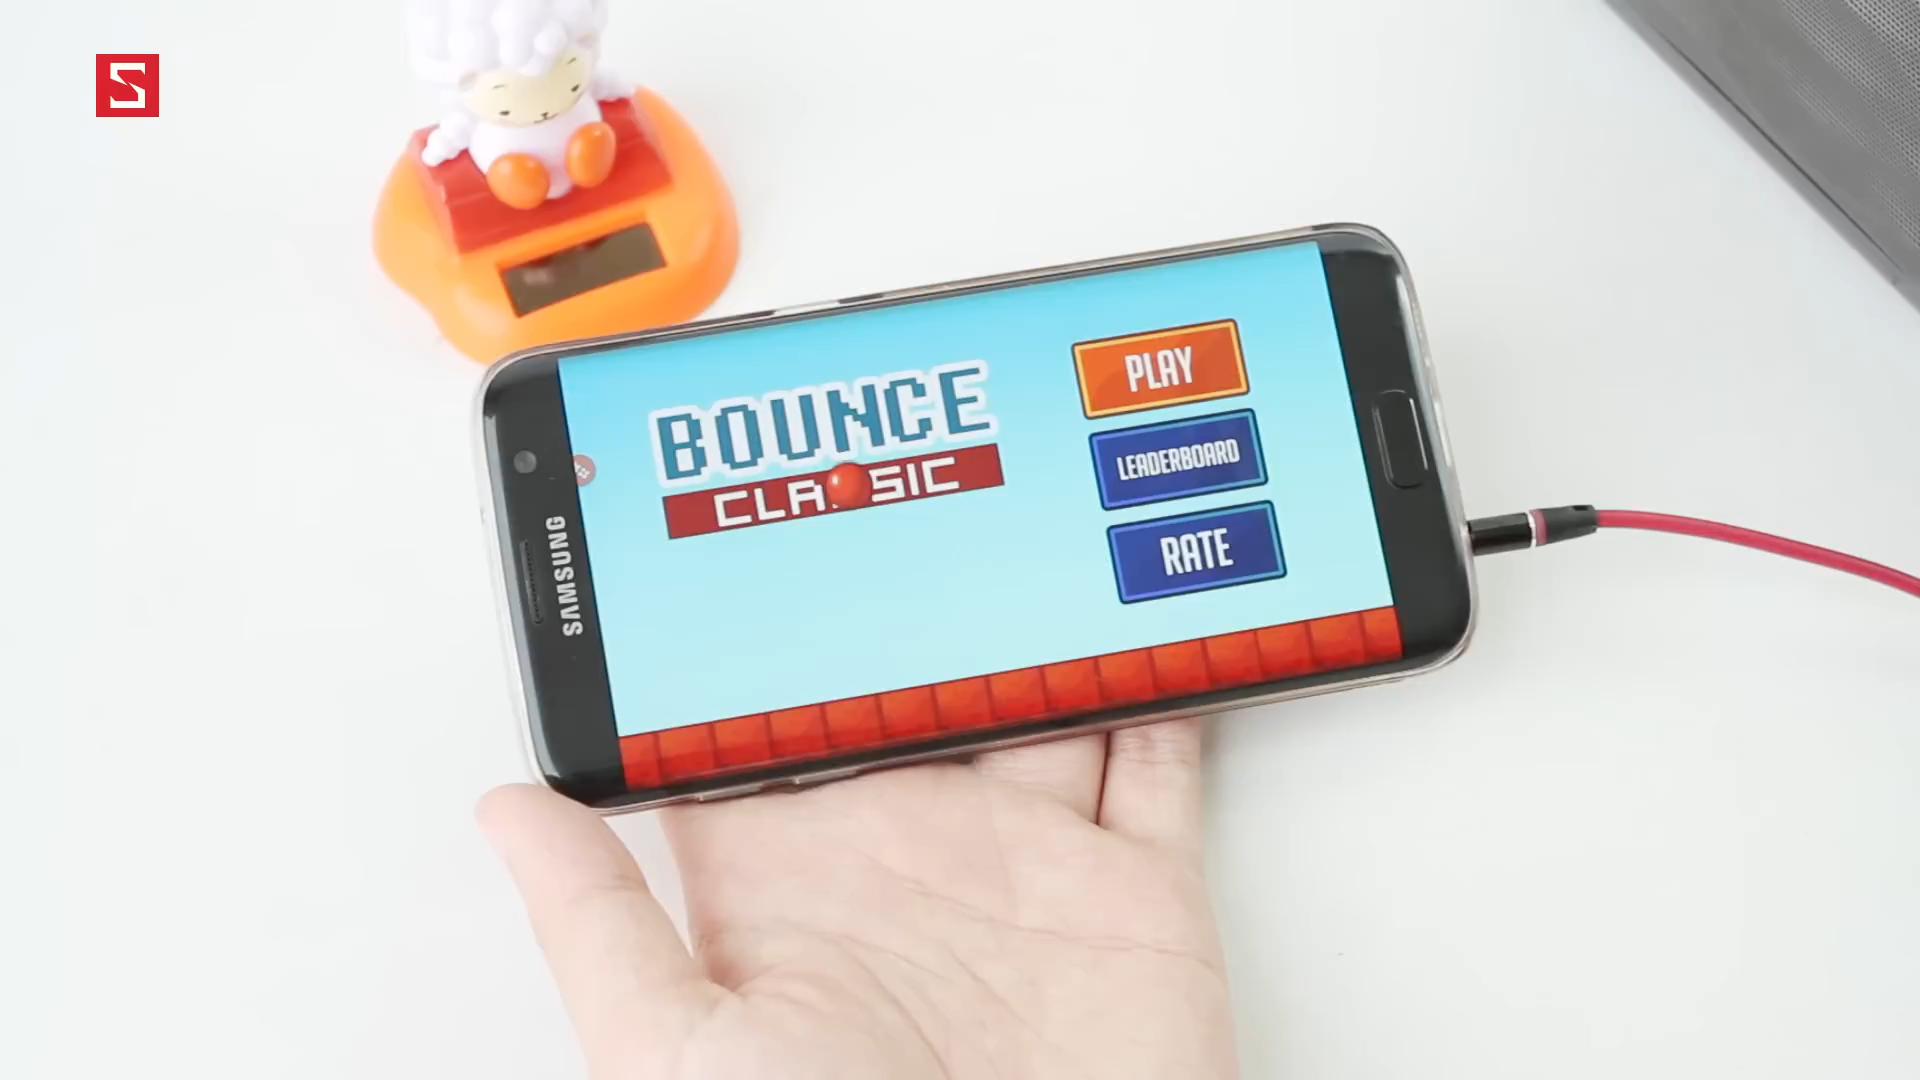 S
BOUNCE
CLASSIC
PLAY
LEADERBOARD
RATE
SAMSUNG